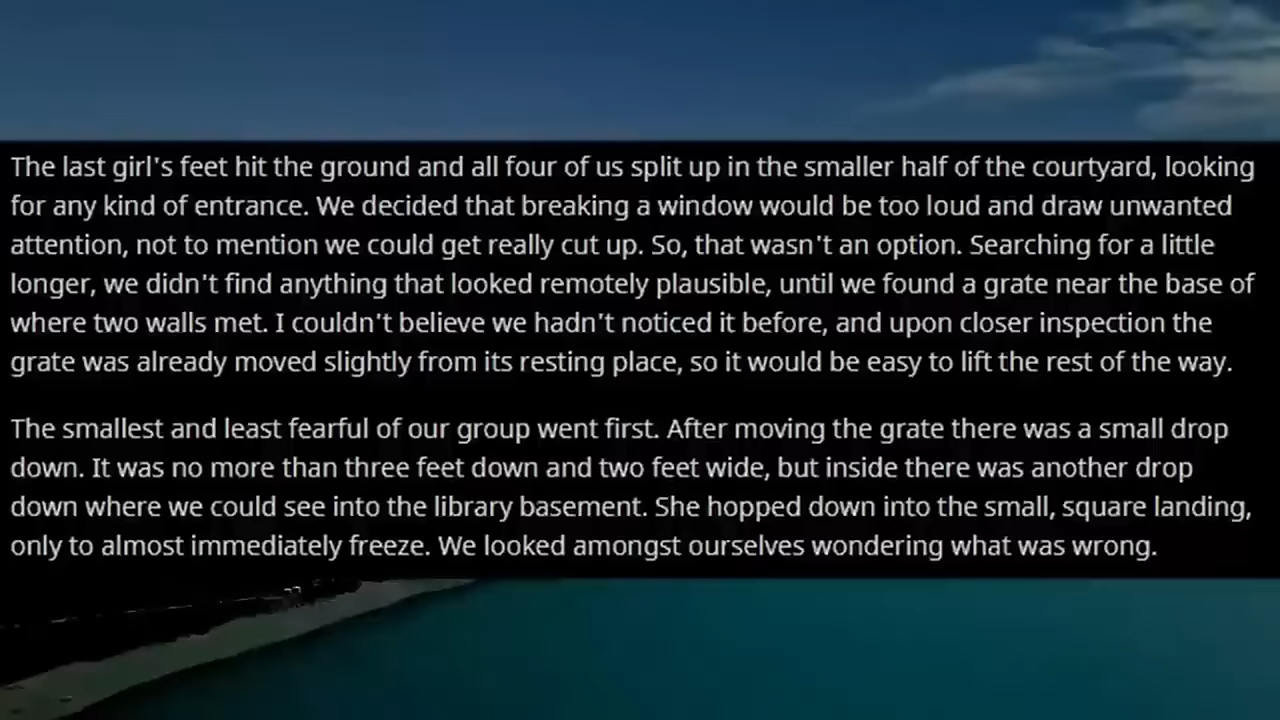 The last girl's feet hit the ground and all four of us split up in the smaller half of the courtyard, looking
for any kind of entrance. We decided that breaking a window would be too loud and draw unwanted
attention, not to mention we could get really cut up. So, that wasn't an option. Searching for a little
longer, we didn't find anything that looked remotely plausible, until we found a grate near the base of
where two walls met. I couldn't believe we hadn't noticed it before, and upon closer inspection the
grate was already moved slightly from its resting place, so it would be easy to lift the rest of the way.
The smallest and least fearful of our group went first. After moving the grate there was a small drop
down. It was no more than three feet down and two feet wide, but inside there was another drop
down where we could see into the library basement. She hopped down into the small, square landing,
only to almost immediately freeze. We looked amongst ourselves wondering what was wrong.